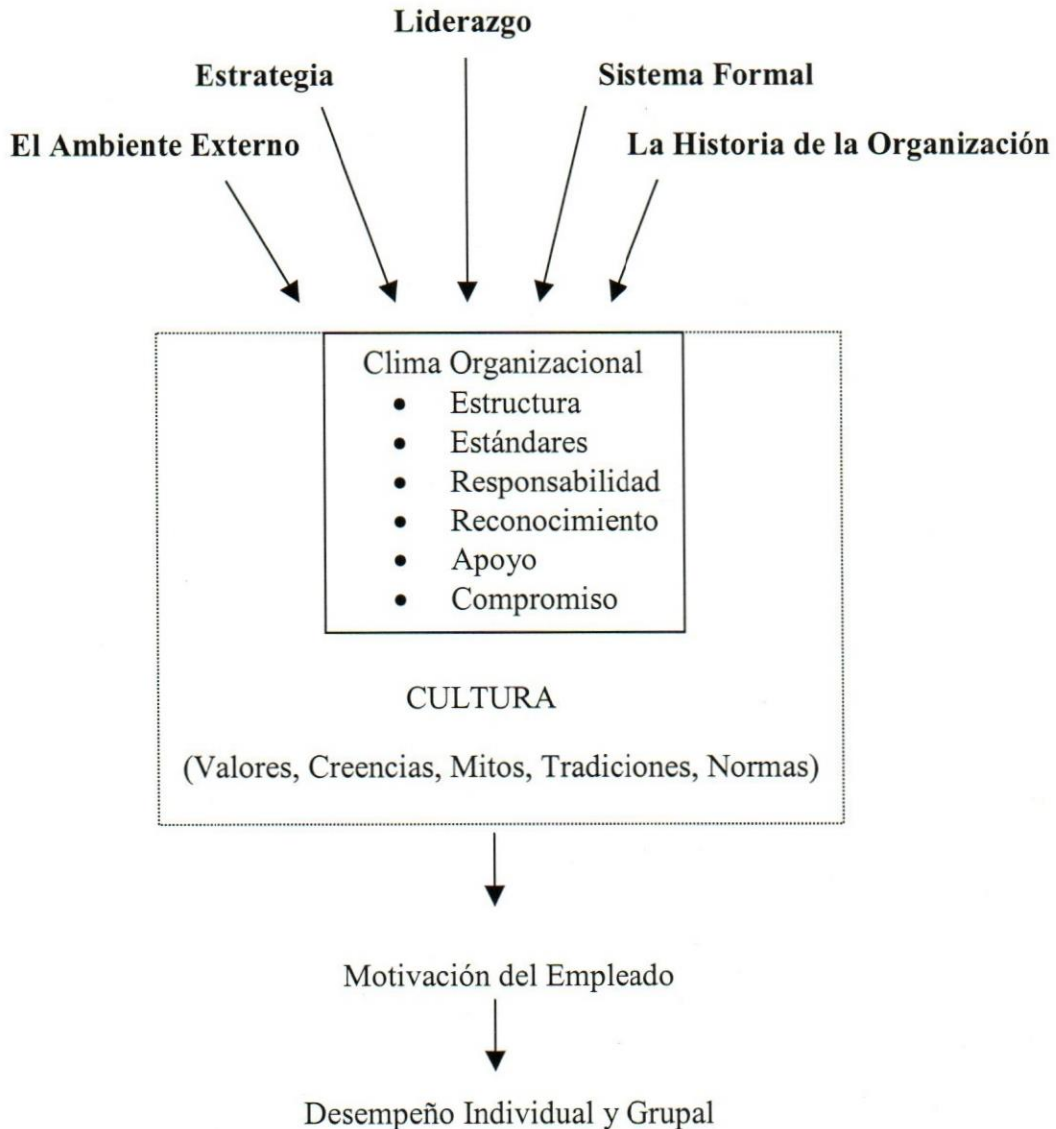 Liderazgo
Estrategia
Sistema Formal
El Ambiente Externo
La Historia de la Organización
Clima Organizacional
• Estructura
• Estándares
• Responsabilidad
• Reconocimiento
• Apoyo
• Compromiso
CULTURA
(Valores, Creencias, Mitos, Tradiciones, Normas)
Motivación del Empleado
Desempeño Individual y Grupal